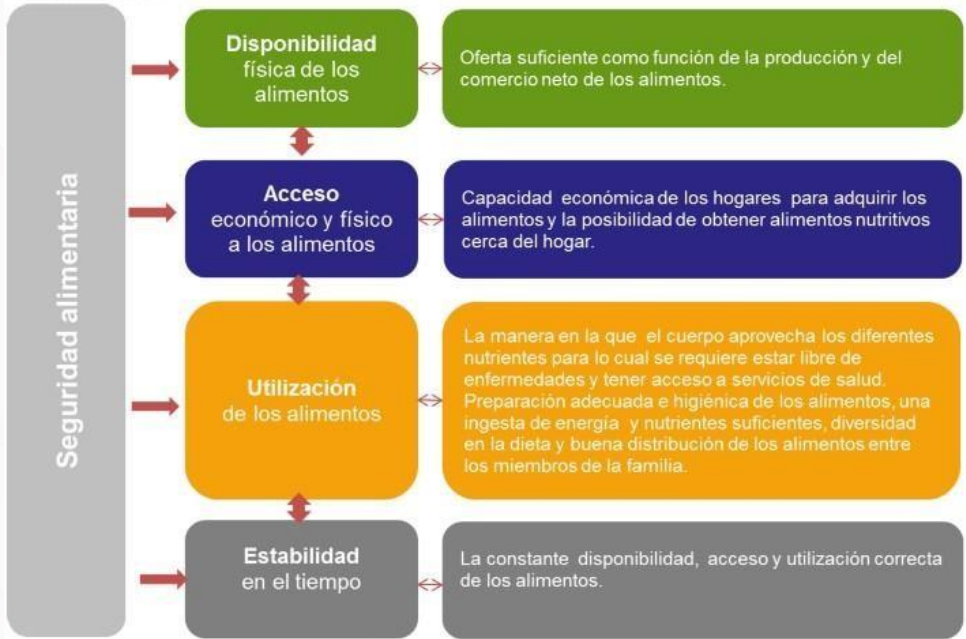 Seguridad alimentaria
Disponibilidad
física de los
alimentos
Oferta suficiente como función de la producción y del
comercio neto de los alimentos.
Acceso
económico y físico
a los alimentos
Capacidad económica de los hogares para adquirir los
alimentos y la posibilidad de obtener alimentos nutritivos
cerca del hogar.
Utilización
de los alimentos
La manera en la que el cuerpo aprovecha los diferentes
nutrientes para lo cual se requiere estar libre de
enfermedades y tener acceso a servicios de salud.
Preparación adecuada e higiénica de los alimentos, una
ingesta de energía y nutrientes suficientes, diversidad
en la dieta y buena distribución de los alimentos entre
los miembros de la familia.
Estabilidad
en el tiempo
La constante disponibilidad, acceso y utilización correcta
de los alimentos.